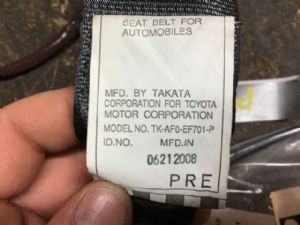 SEAT BELT FOR
AUTOMOBILES
MFD. BY TAKATA
CORPORATION FOR TOYOTA
MOTOR CORPORATION
MODEL NO. TK-AF0-EF701-P
ID.NO. MFD.IN
06212008
PRE